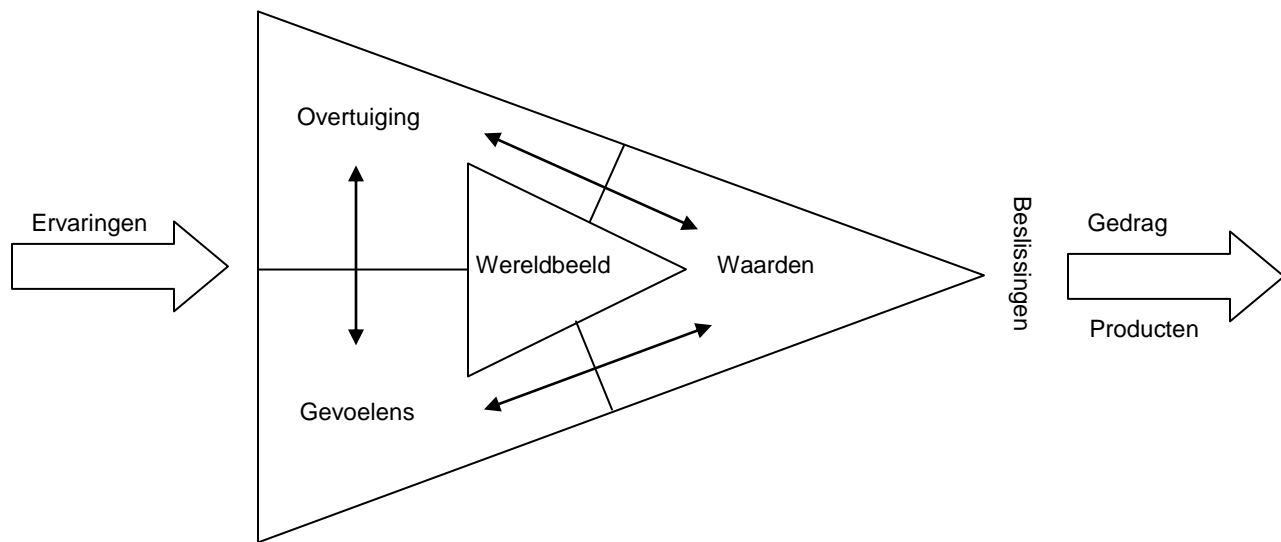 Overtuiging
Ervaringen
Wereldbeeld
Waarden
Gevoelens
Beslissingen
Gedrag
Producten